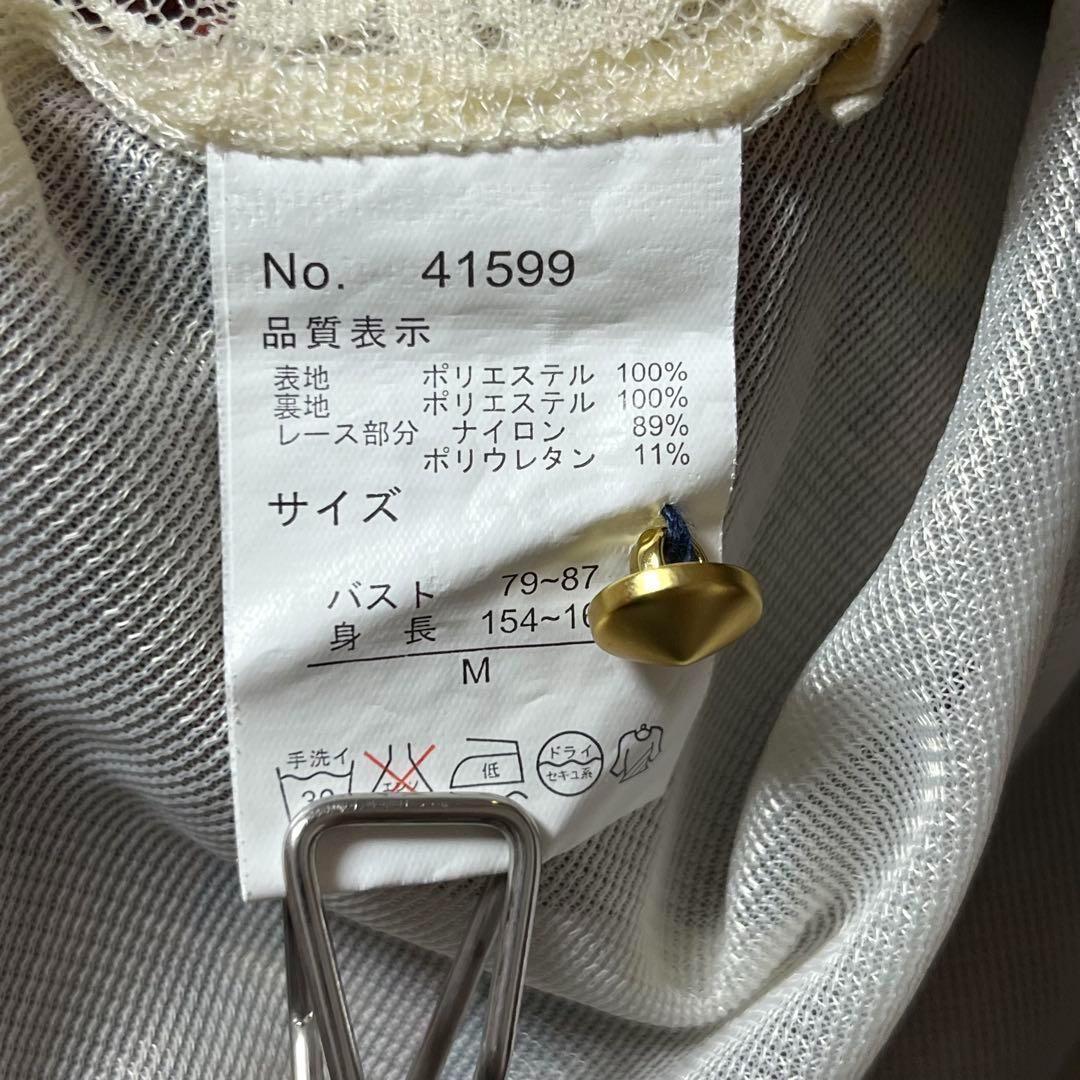 No. 41599
品質表示
表地 ポリエステル 100%
裏地 ポリエステル 100%
レース部分 ナイロン 89%
ポリウレタン 11%
サイズ
バスト 79~87
身 長 154~16
M
手洗イ 低 ドライ
30 セキユ系